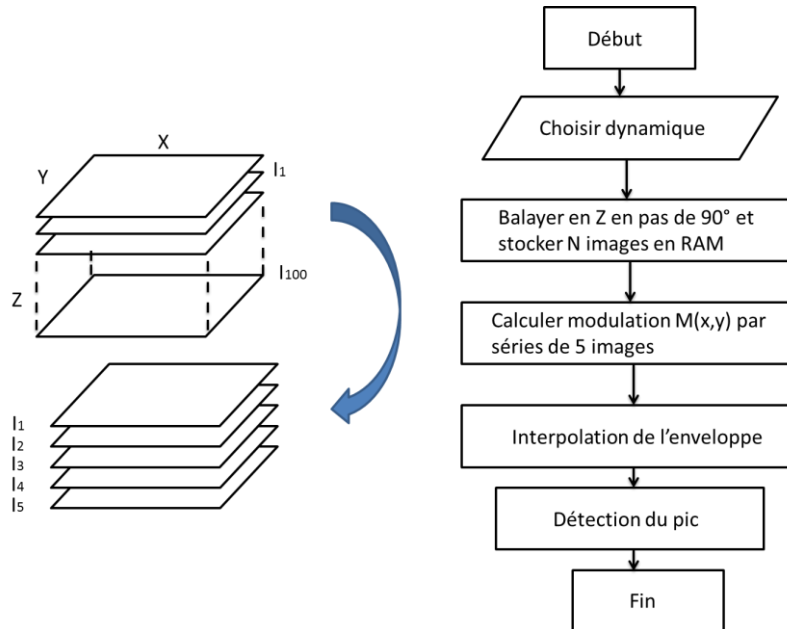 X
Y
I1
Z
I100
I1
I2
I3
I4
I5
Début
Choisir dynamique
Balayer en Z en pas de 90° et
stocker N images en RAM
Calculer modulation M(x,y) par
séries de 5 images
Interpolation de l'enveloppe
Détection du pic
Fin